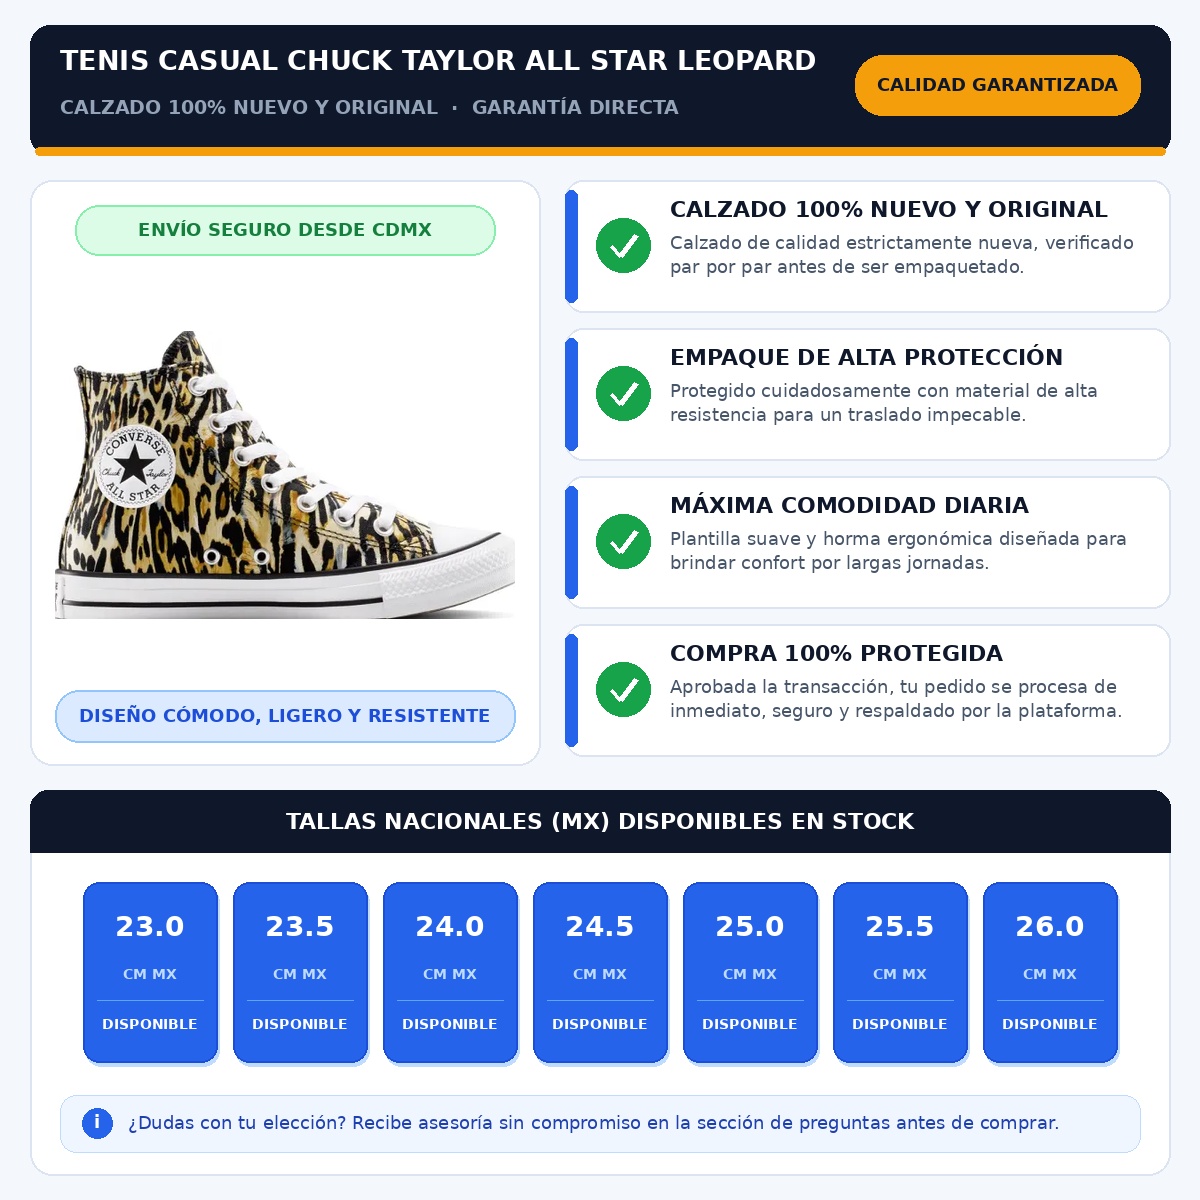 TENIS CASUAL CHUCK TAYLOR ALL STAR LEOPARD
CALZADO 100% NUEVO Y ORIGINAL · GARANTÍA DIRECTA
CALIDAD GARANTIZADA
ENVÍO SEGURO DESDE CDMX
CONVERSE
Chuck Taylor
ALL STAR
DISEÑO CÓMODO, LIGERO Y RESISTENTE
CALZADO 100% NUEVO Y ORIGINAL
Calzado de calidad estrictamente nueva, verificado
par por par antes de ser empaquetado.
EMPAQUE DE ALTA PROTECCIÓN
Protegido cuidadosamente con material de alta
resistencia para un traslado impecable.
MÁXIMA COMODIDAD DIARIA
Plantilla suave y horma ergonómica diseñada para
brindar confort por largas jornadas.
COMPRA 100% PROTEGIDA
Aprobada la transacción, tu pedido se procesa de
inmediato, seguro y respaldado por la plataforma.
TALLAS NACIONALES (MX) DISPONIBLES EN STOCK
23.0 23.5 24.0 24.5 25.0 25.5 26.0
CM MX CM MX CM MX CM MX CM MX CM MX CM MX
DISPONIBLE DISPONIBLE DISPONIBLE DISPONIBLE DISPONIBLE DISPONIBLE DISPONIBLE
i ¿Dudas con tu elección? Recibe asesoría sin compromiso en la sección de preguntas antes de comprar.